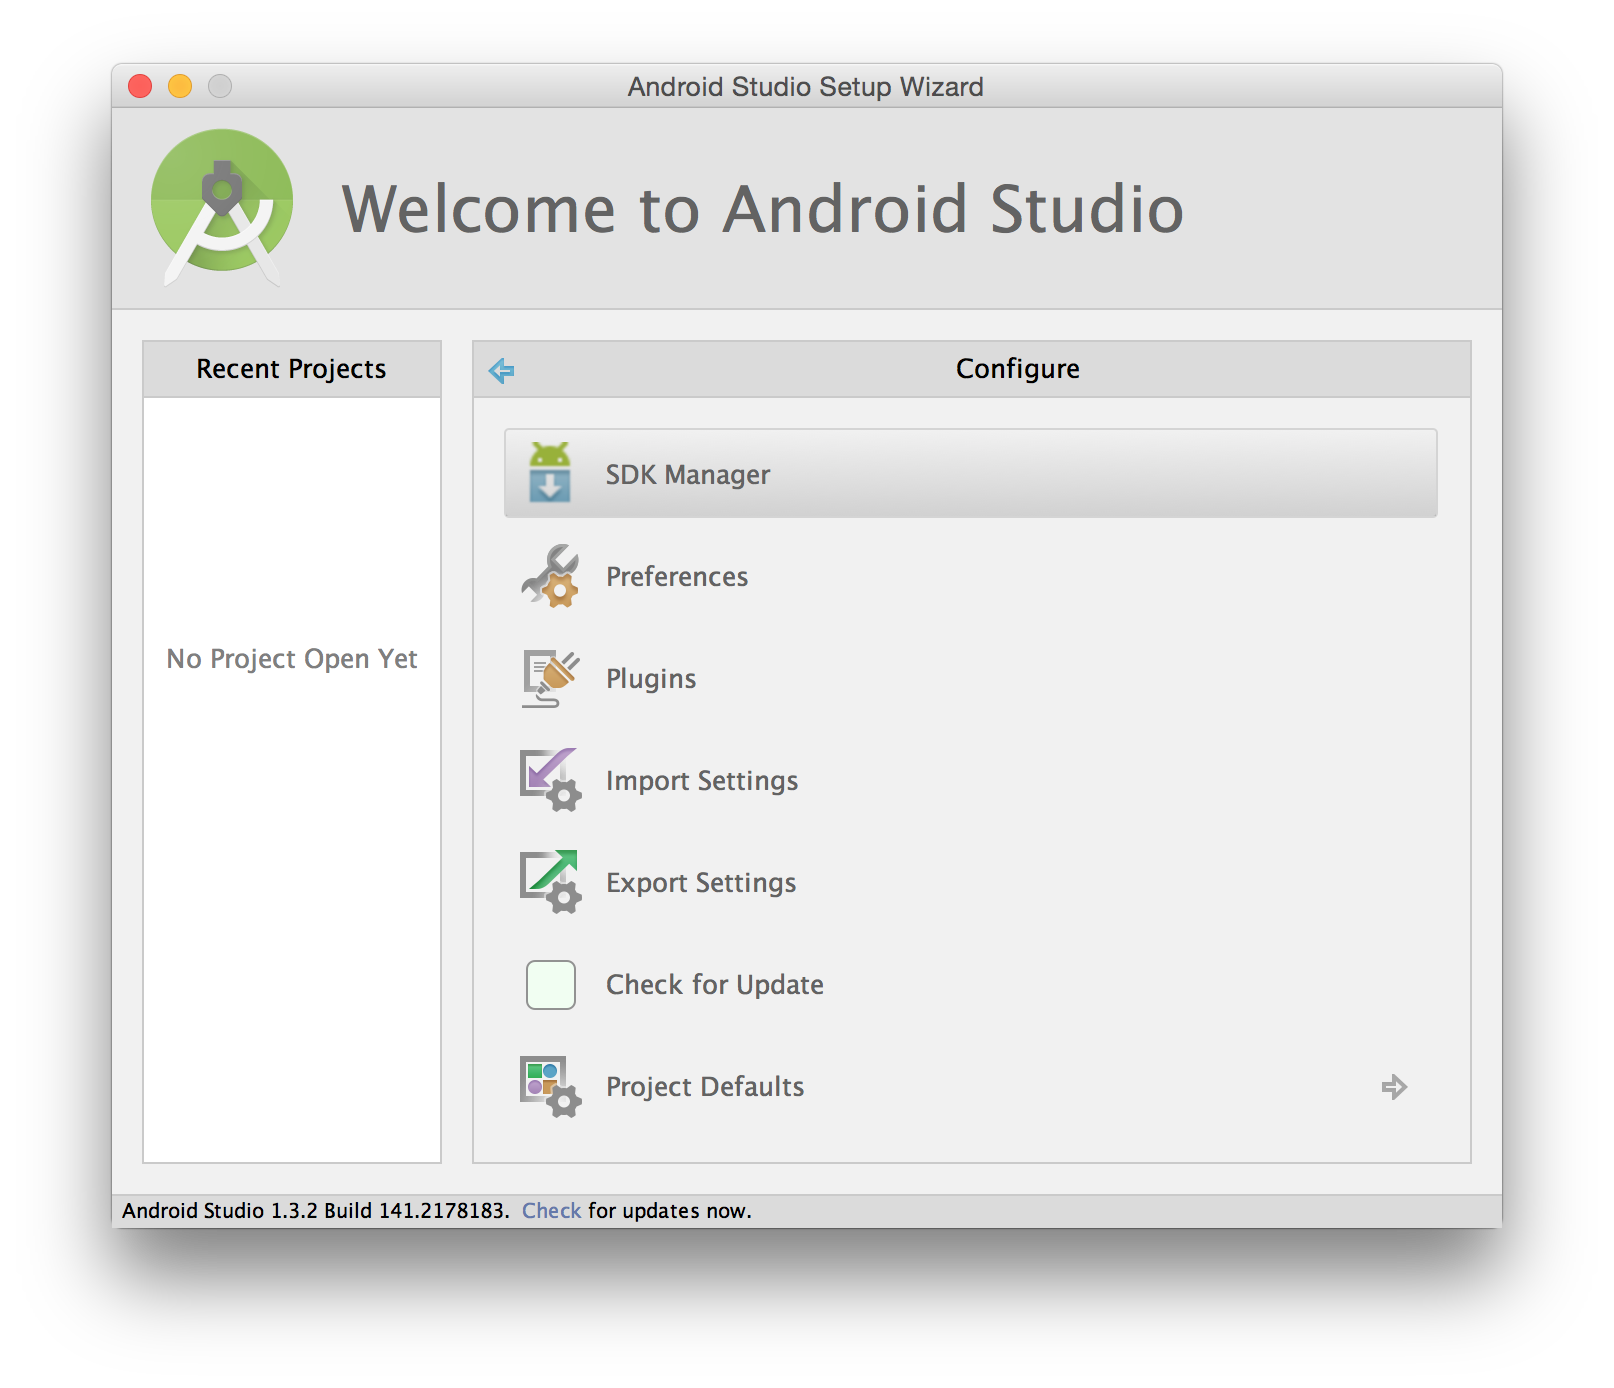 Android Studio Setup Wizard
Welcome to Android Studio
Recent Projects
No Project Open Yet
Configure
SDK Manager
Preferences
Plugins
Import Settings
Export Settings
Check for Update
Project Defaults
Android Studio 1.3.2 Build 141.2178183. Check for updates now.